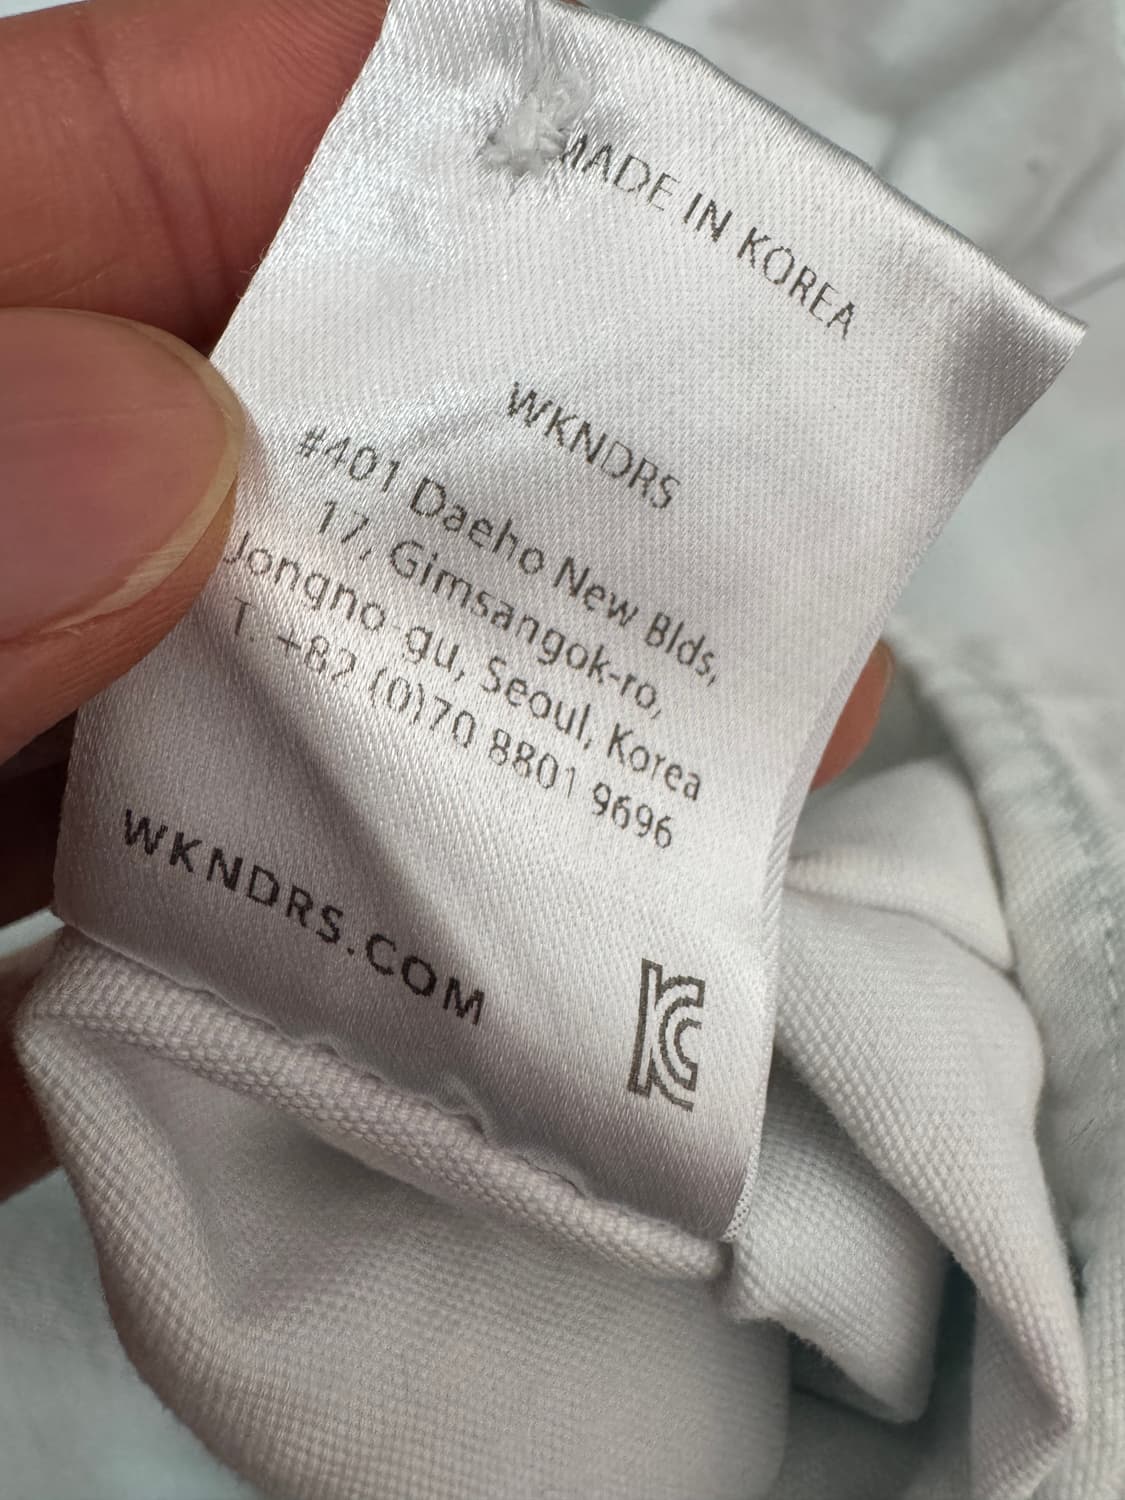 MADE IN KOREA
WKNDRS
#401 Daeho New Blds,
17, Gimsangok-ro,
Jongno-gu, Seoul, Korea
T. +82 (0)70 8801 9696
WKNDRS.COM
KC